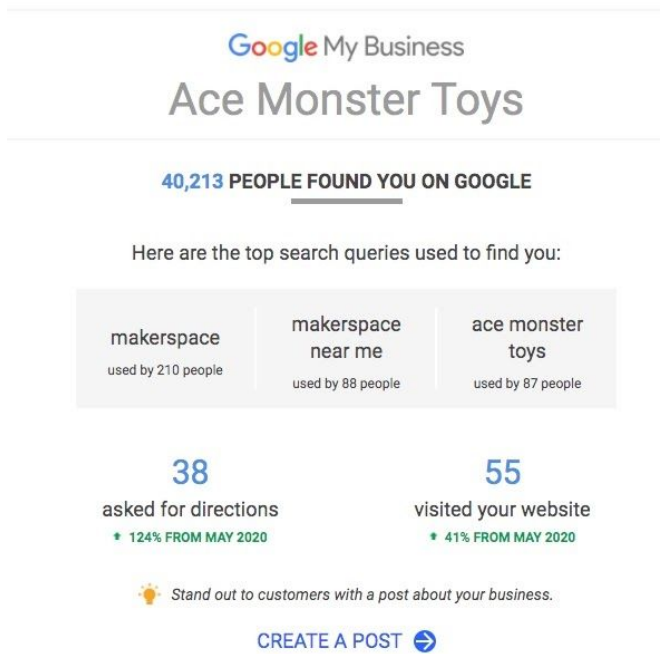 Google My Business
Ace Monster Toys
40,213 PEOPLE FOUND YOU ON GOOGLE
Here are the top search queries used to find you:
makerspace
used by 210 people
makerspace
near me
used by 88 people
ace monster
toys
used by 87 people
38
asked for directions
124% FROM MAY 2020
55
visited your website
41% FROM MAY 2020
Stand out to customers with a post about your business.
CREATE A POST